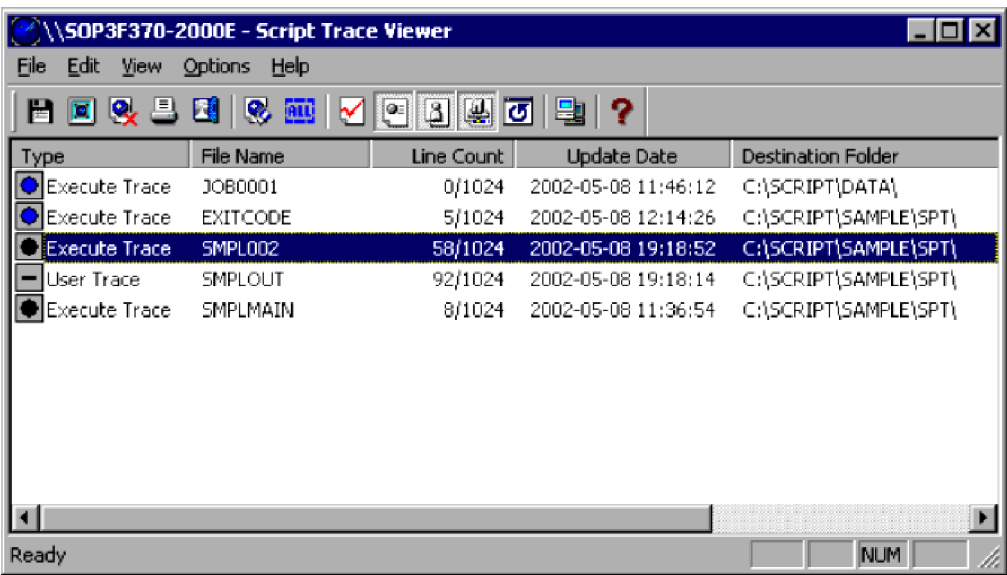 \\SOP3F370-2000E - Script Trace Viewer
File Edit View Options Help
ALL ?
Type File Name Line Count Update Date Destination Folder
Execute Trace JOB0001 0/1024 2002-05-08 11:46:12 C:\SCRIPT\DATA\
Execute Trace EXITCODE 5/1024 2002-05-08 12:14:26 C:\SCRIPT\SAMPLE\SPT\
Execute Trace SMPL002 58/1024 2002-05-08 19:18:52 C:\SCRIPT\SAMPLE\SPT\
User Trace SMPLOUT 92/1024 2002-05-08 19:18:14 C:\SCRIPT\SAMPLE\SPT\
Execute Trace SMPLMAIN 8/1024 2002-05-08 11:36:54 C:\SCRIPT\SAMPLE\SPT\
Ready NUM